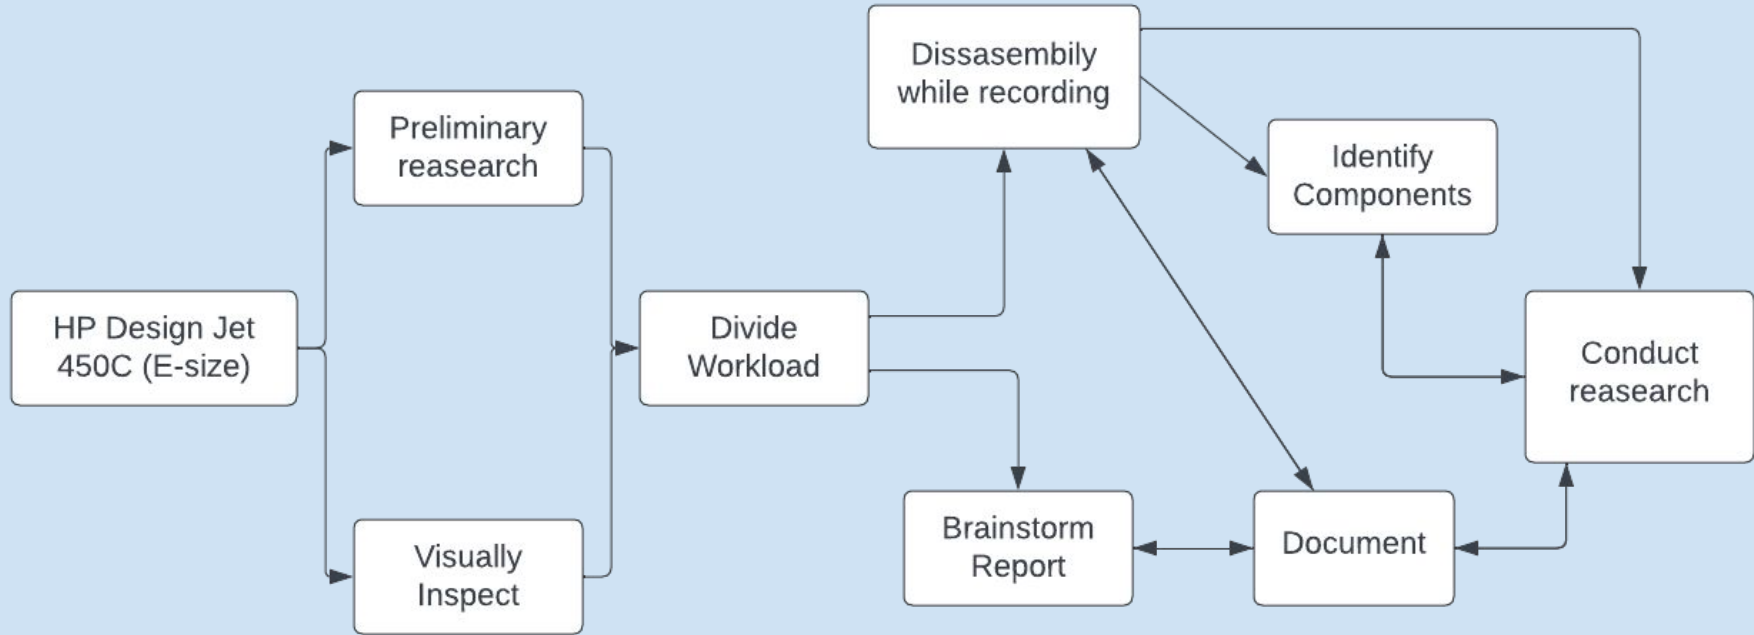 HP Design Jet
450C (E-size)
Preliminary
reasearch
Visually
Inspect
Divide
Workload
Dissasembily
while recording
Identify
Components
Conduct
reasearch
Brainstorm
Report
Document